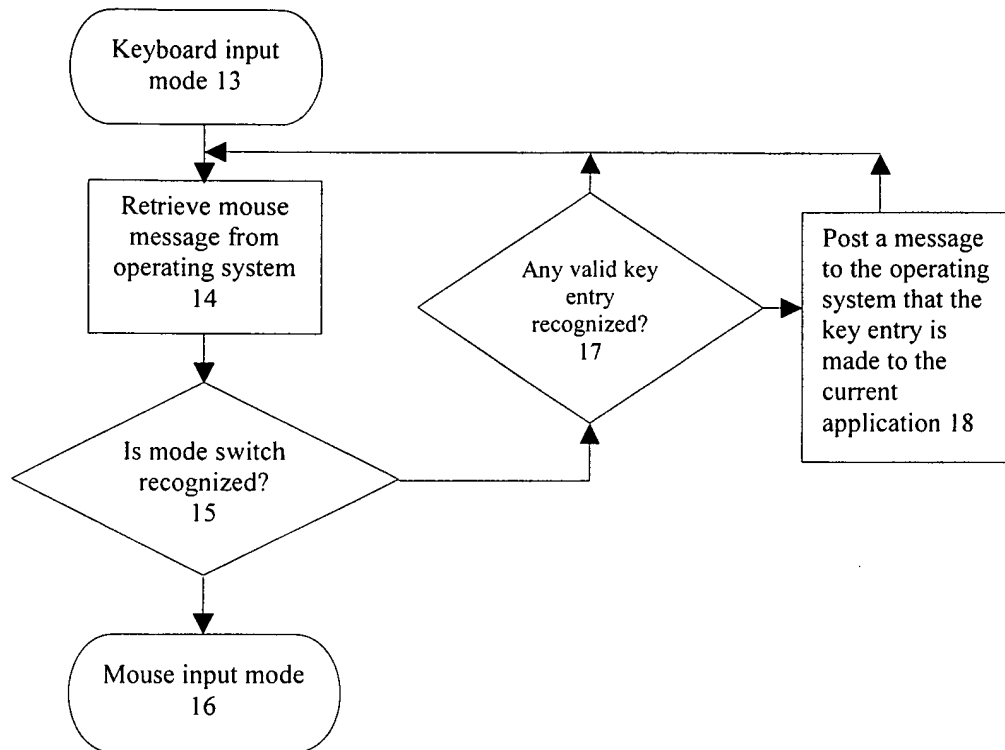 Keyboard input
mode 13
Retrieve mouse
message from
operating system
14
Is mode switch
recognized?
15
Mouse input mode
16
Any valid key
entry
recognized?
17
Post a message
to the operating
system that the
key entry is
made to the
current
application 18